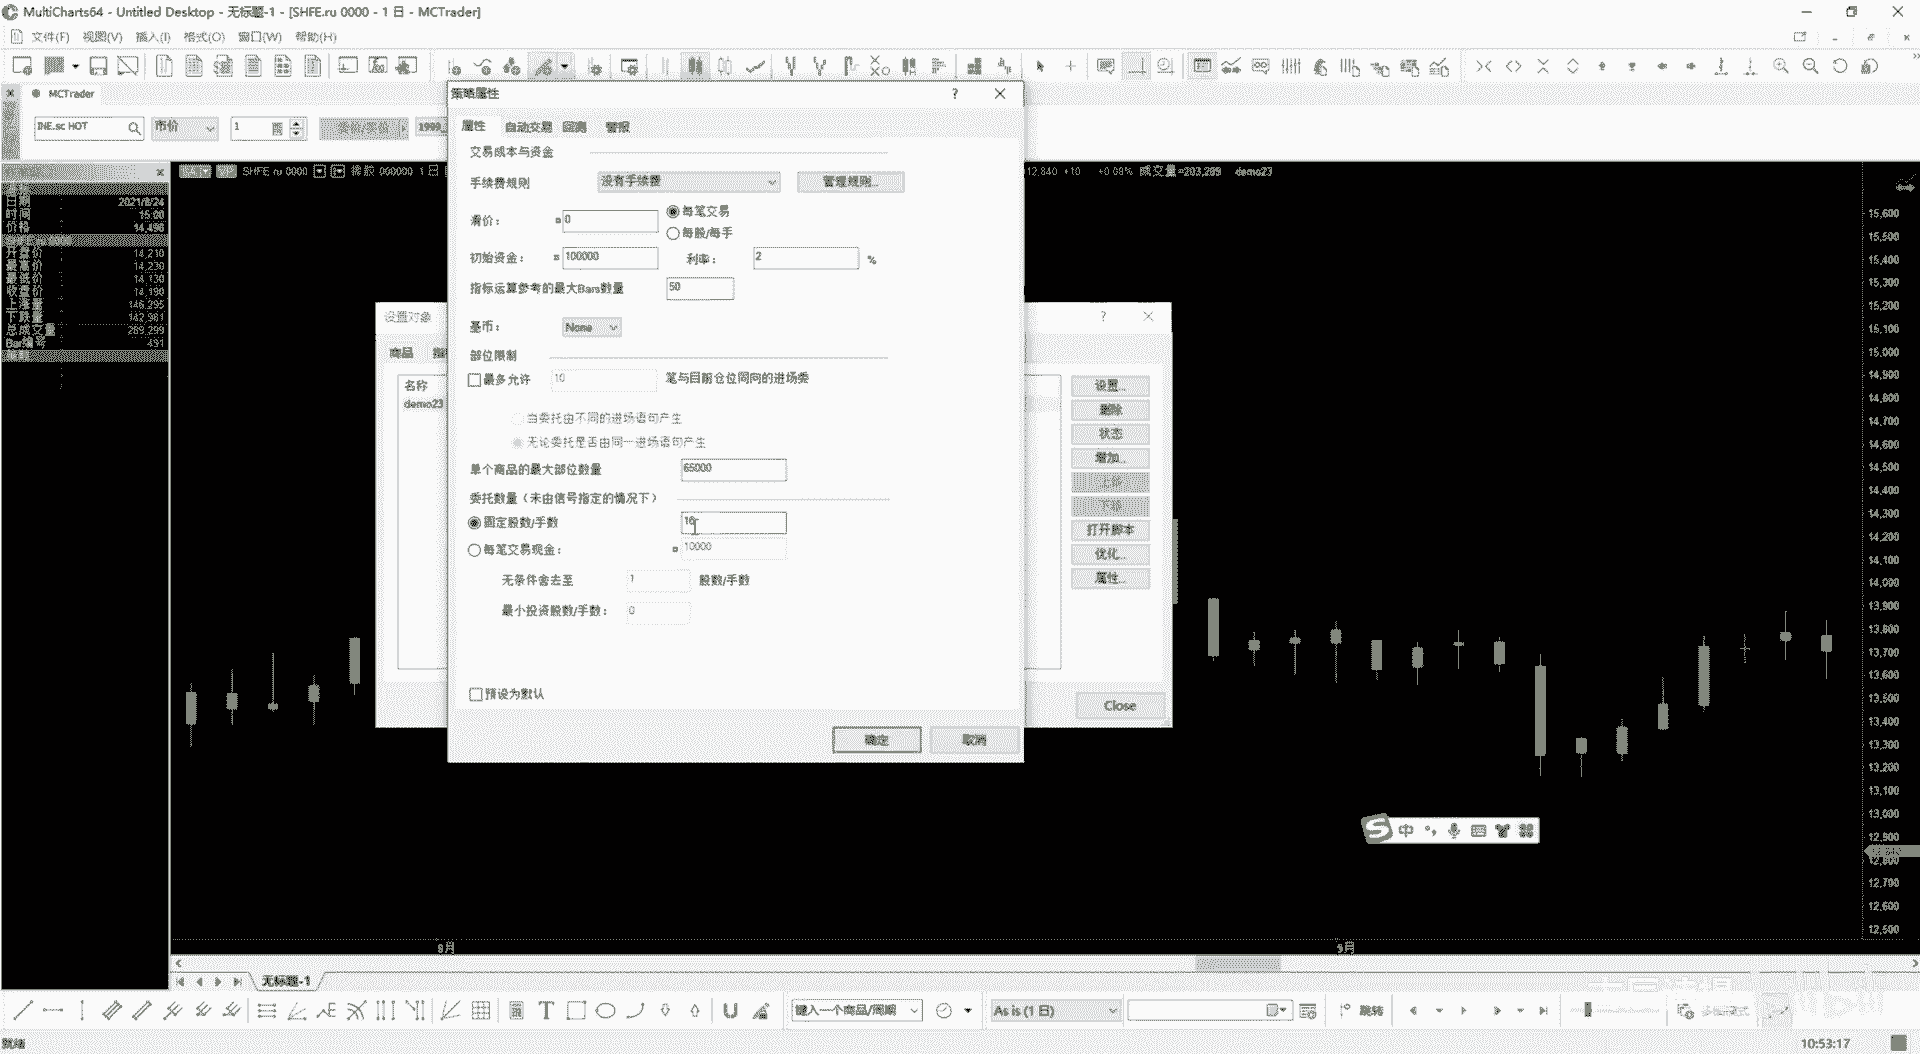 MultiCharts64 - Untitled Desktop - 无标题-1 - [SHFE.ru 0000 - 1 日 - MCTrader]
文件(F) 视图(V) 插入(I) 格式(O) 窗口(W) 帮助(H)
MCTrader
INE.sc HOT 市价 1
SHFE ru 0000 橡胶 000000 1 日
12,840 +10 +0.08% 成交量=203,289 demo23
日期 2021/8/24
时间 15:00
价格 14,496
开盘价 14,210
最高价 14,230
最低价 14,130
收盘价 14,190
上涨量 146,295
下跌量 142,981
总成交量 289,299
Bar编号 491
策略属性
属性 自动交易 回测 警报
交易成本与资金
手续费规则 没有手续费 管理规则...
滑价: 0 每笔交易
每股/每手
初始资金: 100000 利率: 2 %
指标运算参考的最大Bars数量 50
基币: None
部位限制
最多允许 10 笔与目前仓位同向的进场委
当委托由不同的进场语句产生
无论委托是否由同一进场语句产生
单个商品的最大部位数量 65000
委托数量（未由信号指定的情况下）
固定股数/手数 10
每笔交易现金: 10000
无条件舍去至 1 股数/手数
最小投资股数/手数: 0
预设为默认
确定 取消
设置对象
商品
名称
demo23
设置...
删除
状态
增加...
上移
下移
打开脚本
优化...
属性...
Close
15,600
15,500
15,400
15,300
15,200
15,100
15,000
14,900
14,800
14,700
14,600
14,500
14,400
14,300
14,200
14,100
14,000
13,900
13,800
13,700
13,600
13,500
13,400
13,300
13,200
13,100
13,000
12,900
12,800
12,700
12,600
12,500
中
8月 9月
无标题-1
键入一个商品/周期 As is (1 日) 跳转
就绪 10:53:17